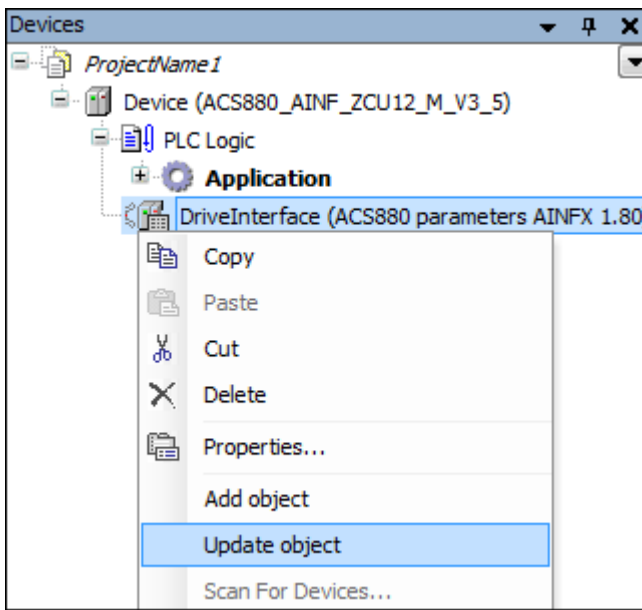 Devices
ProjectName1
Device (ACS880_AINF_ZCU12_M_V3_5)
PLC Logic
Application
DriveInterface (ACS880 parameters AINFX 1.80
Copy
Paste
Cut
Delete
Properties...
Add object
Update object
Scan For Devices...